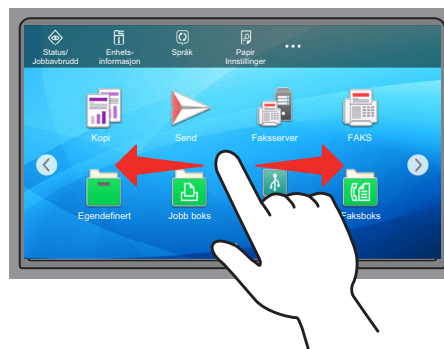 Status/
Jobbavbrudd
Enhets-
informasjon
Språk
Papir
Innstillinger
Kopi
Send
Faksserver
FAKS
Egendefinert
Jobb boks
Faksboks